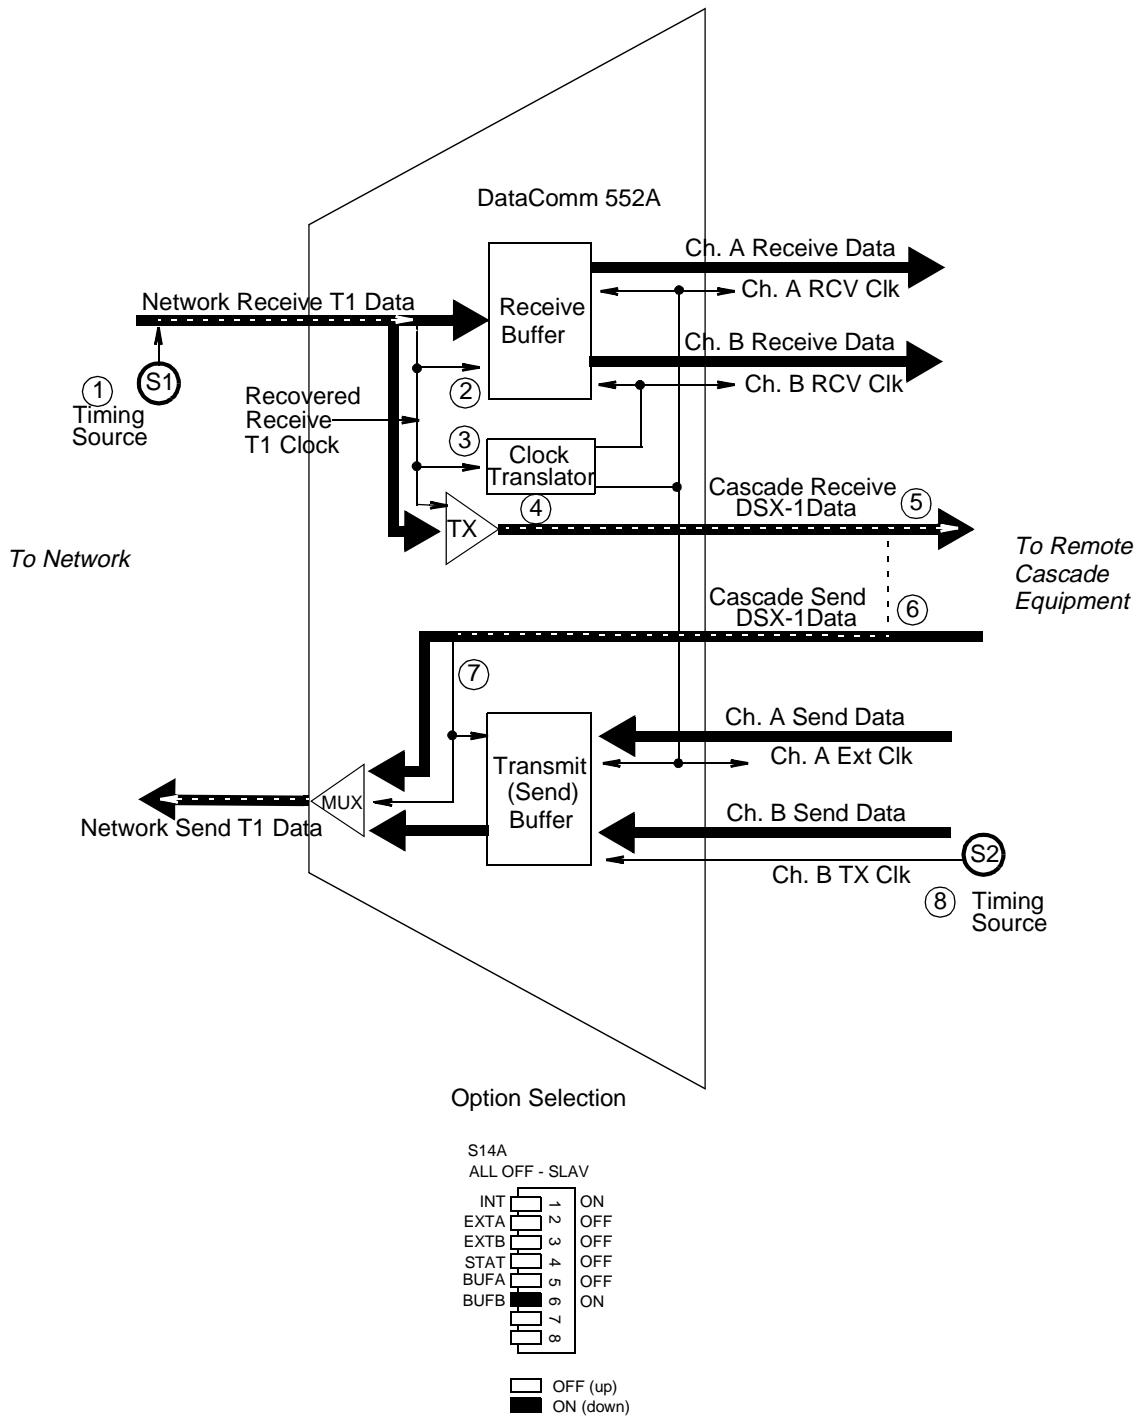 DataComm 552A
Ch. A Receive Data
Ch. A RCV Clk
Network Receive T1 Data
Receive
Buffer
Ch. B Receive Data
Ch. B RCV Clk
S1
1
Timing
Source
2
Recovered
Receive
T1 Clock
3
Clock
Translator
4
Cascade Receive
DSX-1Data
5
TX
To Network
To Remote
Cascade
Equipment
Cascade Send
DSX-1Data
6
7
Ch. A Send Data
Ch. A Ext Clk
Transmit
(Send)
Buffer
MUX
Network Send T1 Data
Ch. B Send Data
S2
Ch. B TX Clk
8
Timing
Source
Option Selection
S14A
ALL OFF - SLAV
INT 1 ON
EXTA 2 OFF
EXTB 3 OFF
STAT 4 OFF
BUFA 5 OFF
BUFB 6 ON
7
8
OFF (up)
ON (down)